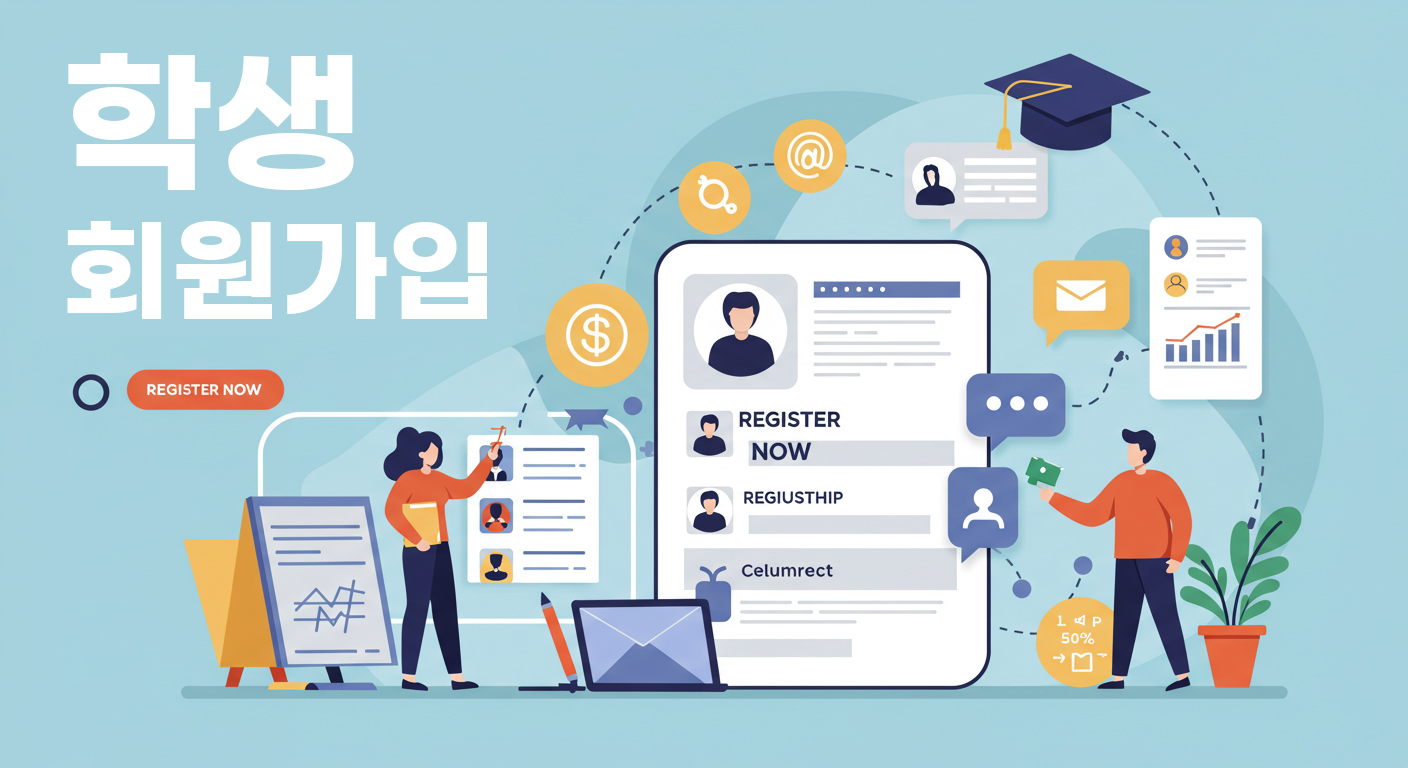 학생
회원가입
REGISTER NOW
REGISTER
NOW
REGIUSTHIP
Celumrect
50%